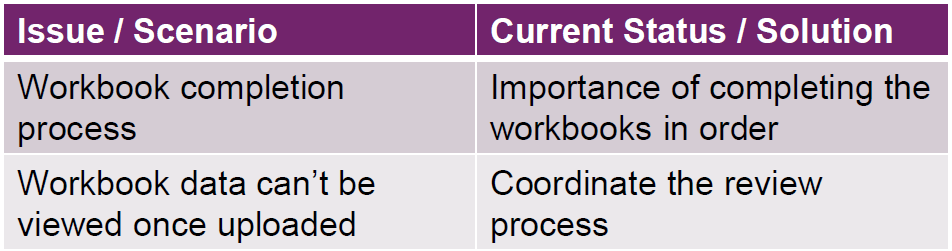 Issue / Scenario
Current Status / Solution
Workbook completion
process
Importance of completing the
workbooks in order
Workbook data can’t be
viewed once uploaded
Coordinate the review
process